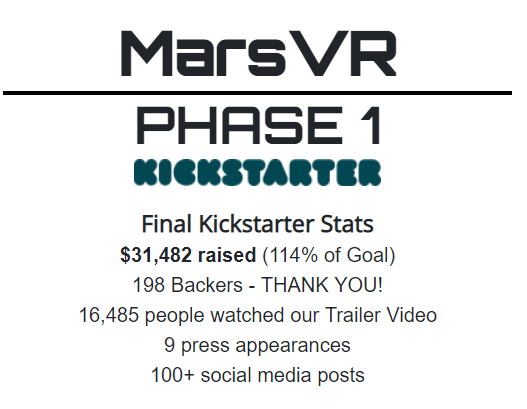 MarsVR
PHASE 1
KICKSTARTER
Final Kickstarter Stats
$31,482 raised (114% of Goal)
198 Backers - THANK YOU!
16,485 people watched our Trailer Video
9 press appearances
100+ social media posts